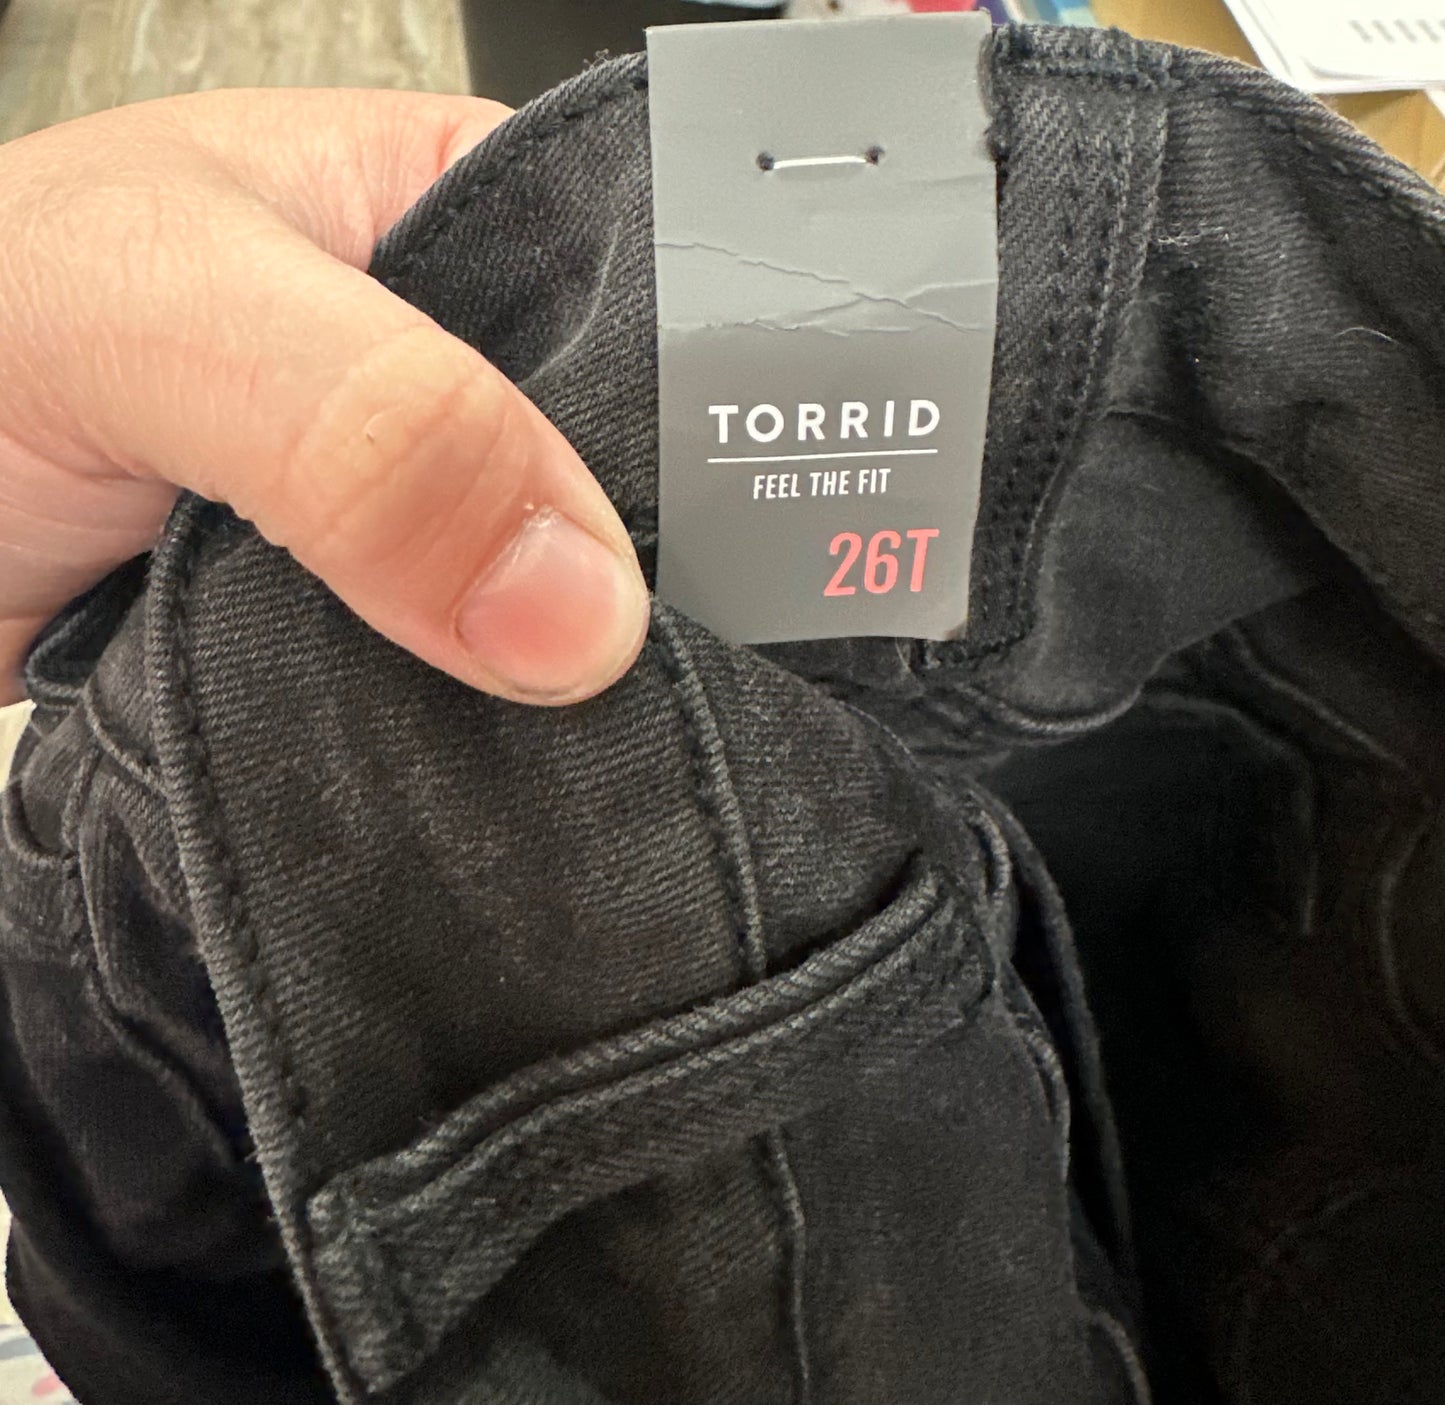 TORRID
FEEL THE FIT
26T